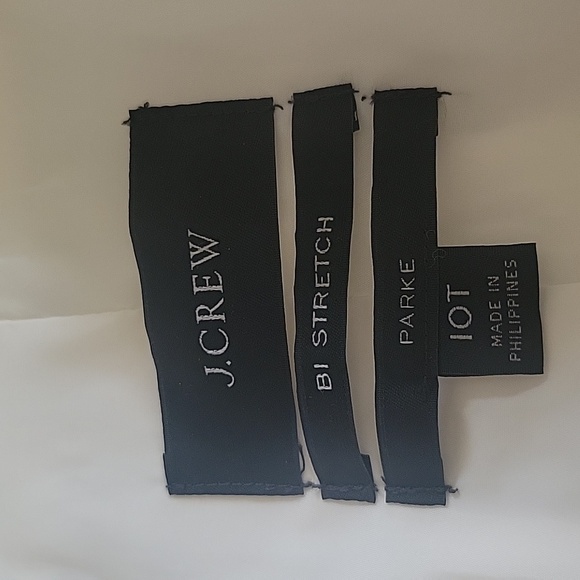 J.CREW
BI STRETCH
PARKE
10T
MADE IN
PHILIPPINES